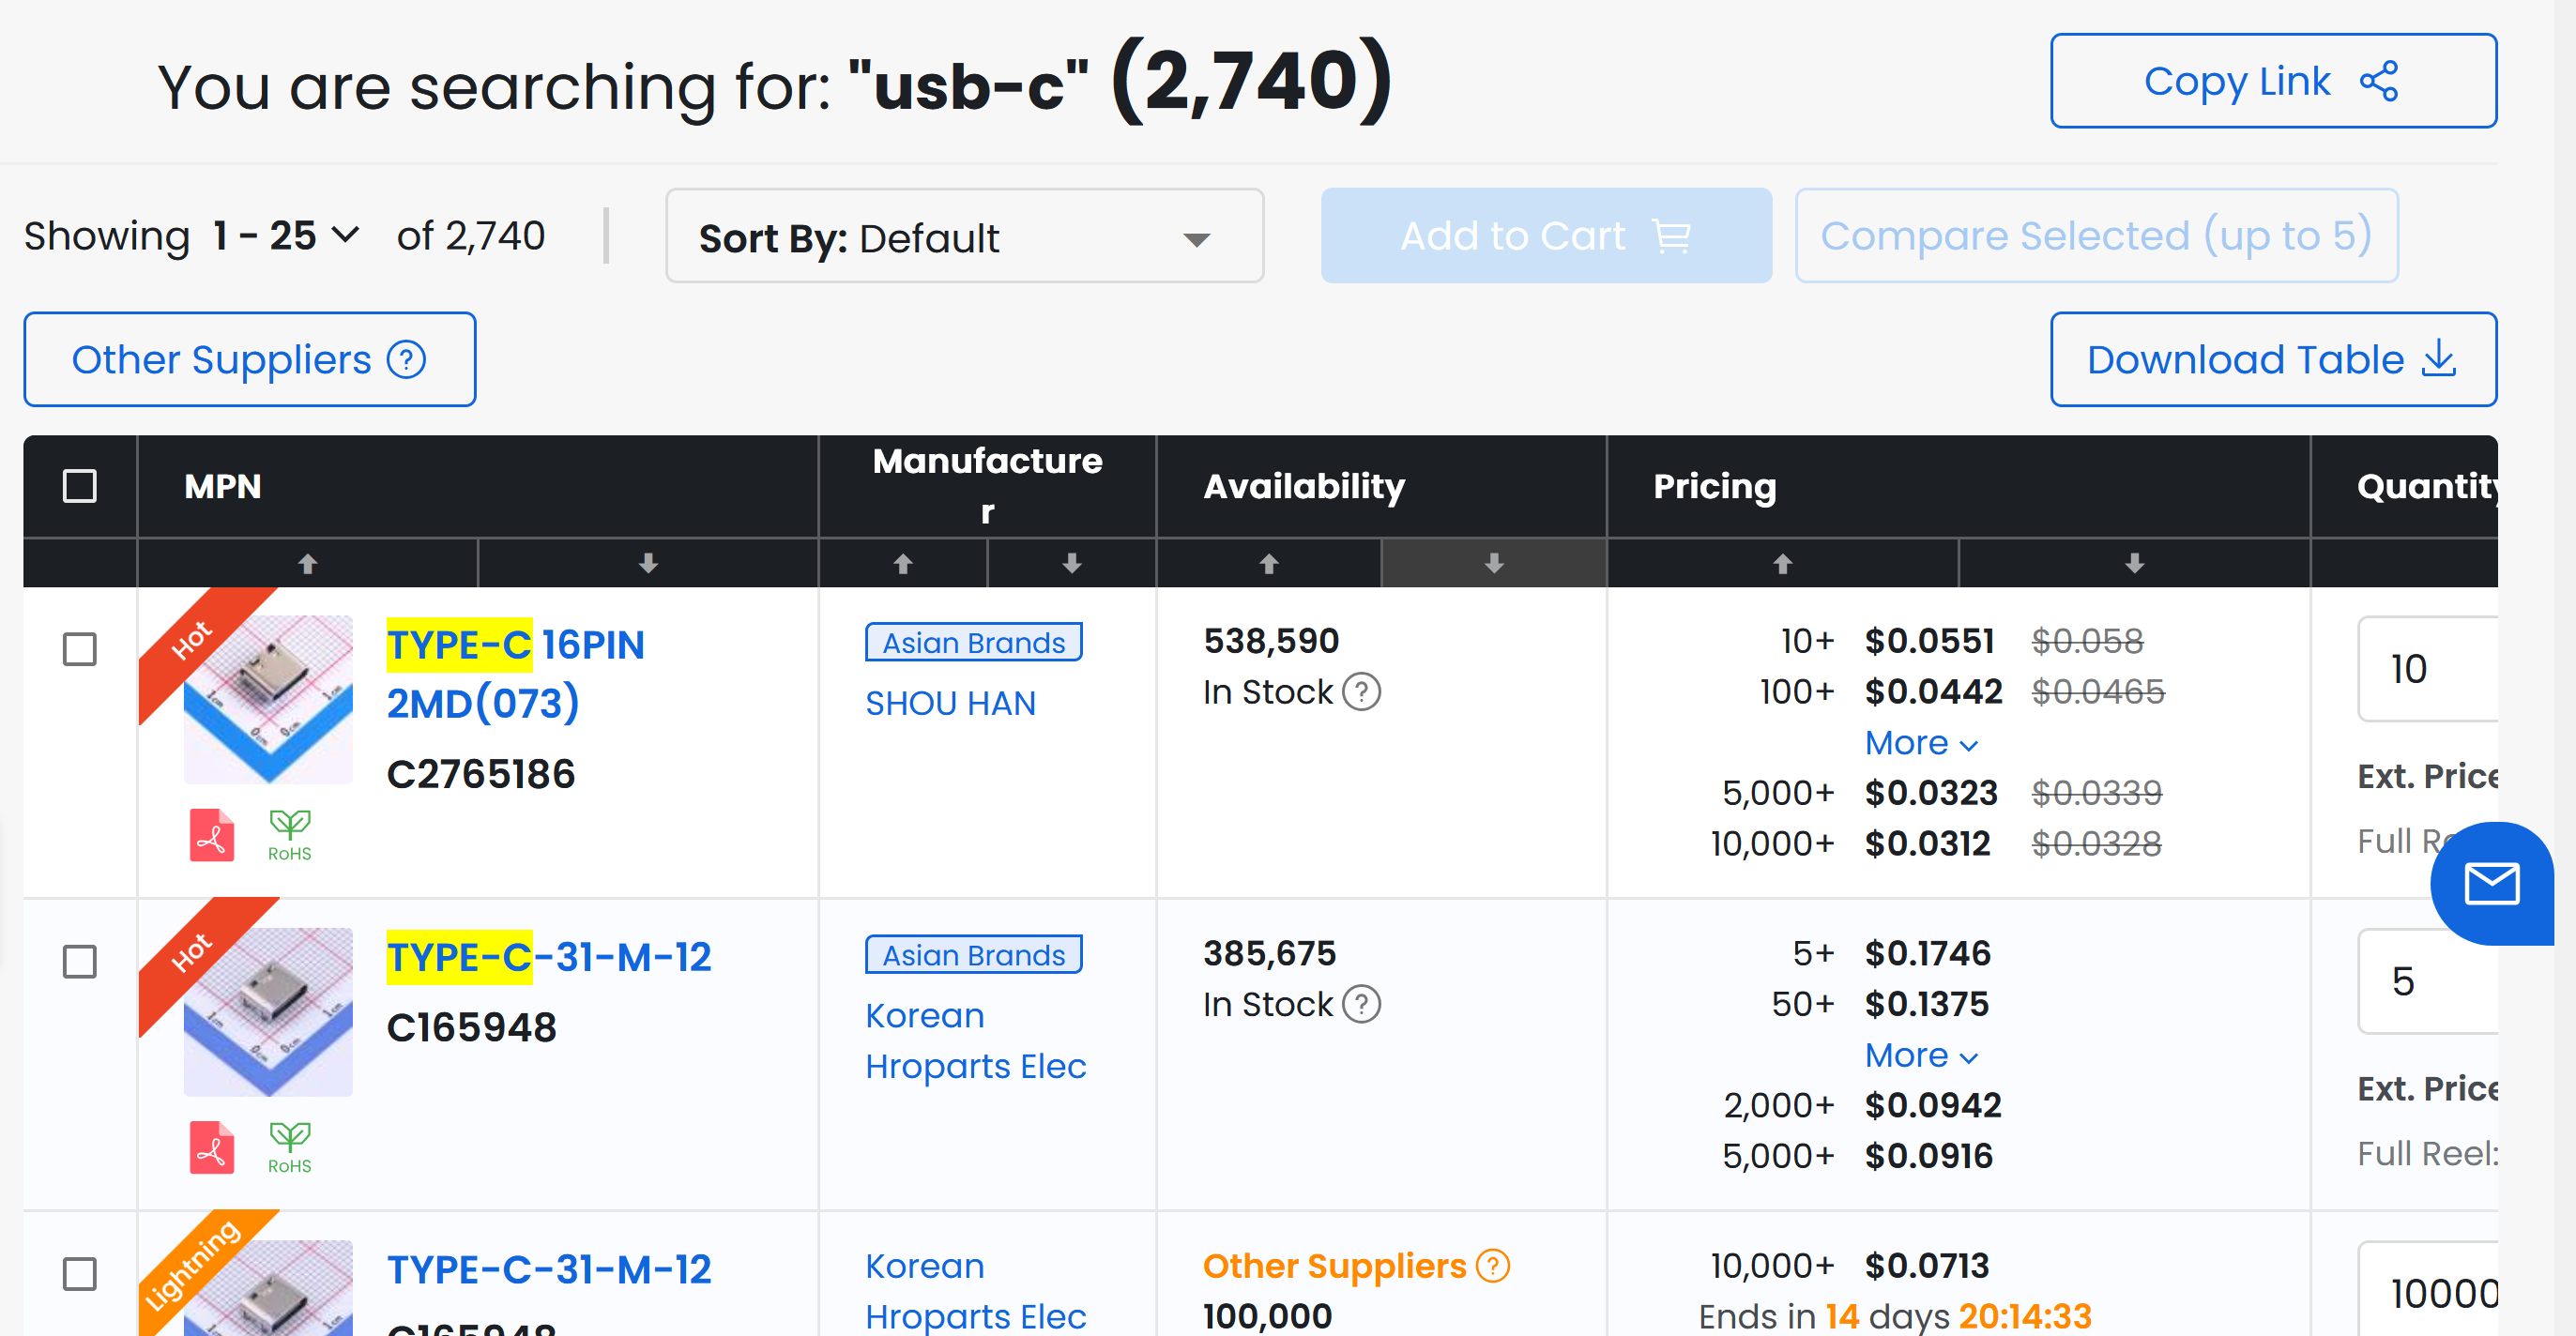 You are searching for: "usb-c" (2,740)
Copy Link
Showing 1 - 25 of 2,740
Sort By: Default
Add to Cart
Compare Selected (up to 5)
Other Suppliers ?
Download Table
MPN
Manufacture
r
Availability
Pricing
Quantity
Hot
TYPE-C 16PIN
2MD(073)
C2765186
RoHS
Asian Brands
SHOU HAN
538,590
In Stock ?
10+ $0.0551 $0.058
100+ $0.0442 $0.0465
More
5,000+ $0.0323 $0.0339
10,000+ $0.0312 $0.0328
10
Ext. Price
Full Re
Hot
TYPE-C-31-M-12
C165948
RoHS
Asian Brands
Korean
Hroparts Elec
385,675
In Stock ?
5+ $0.1746
50+ $0.1375
More
2,000+ $0.0942
5,000+ $0.0916
5
Ext. Price
Full Reel:
Lightning
TYPE-C-31-M-12
C165948
Korean
Hroparts Elec
Other Suppliers ?
100,000
10,000+ $0.0713
Ends in 14 days 20:14:33
10000